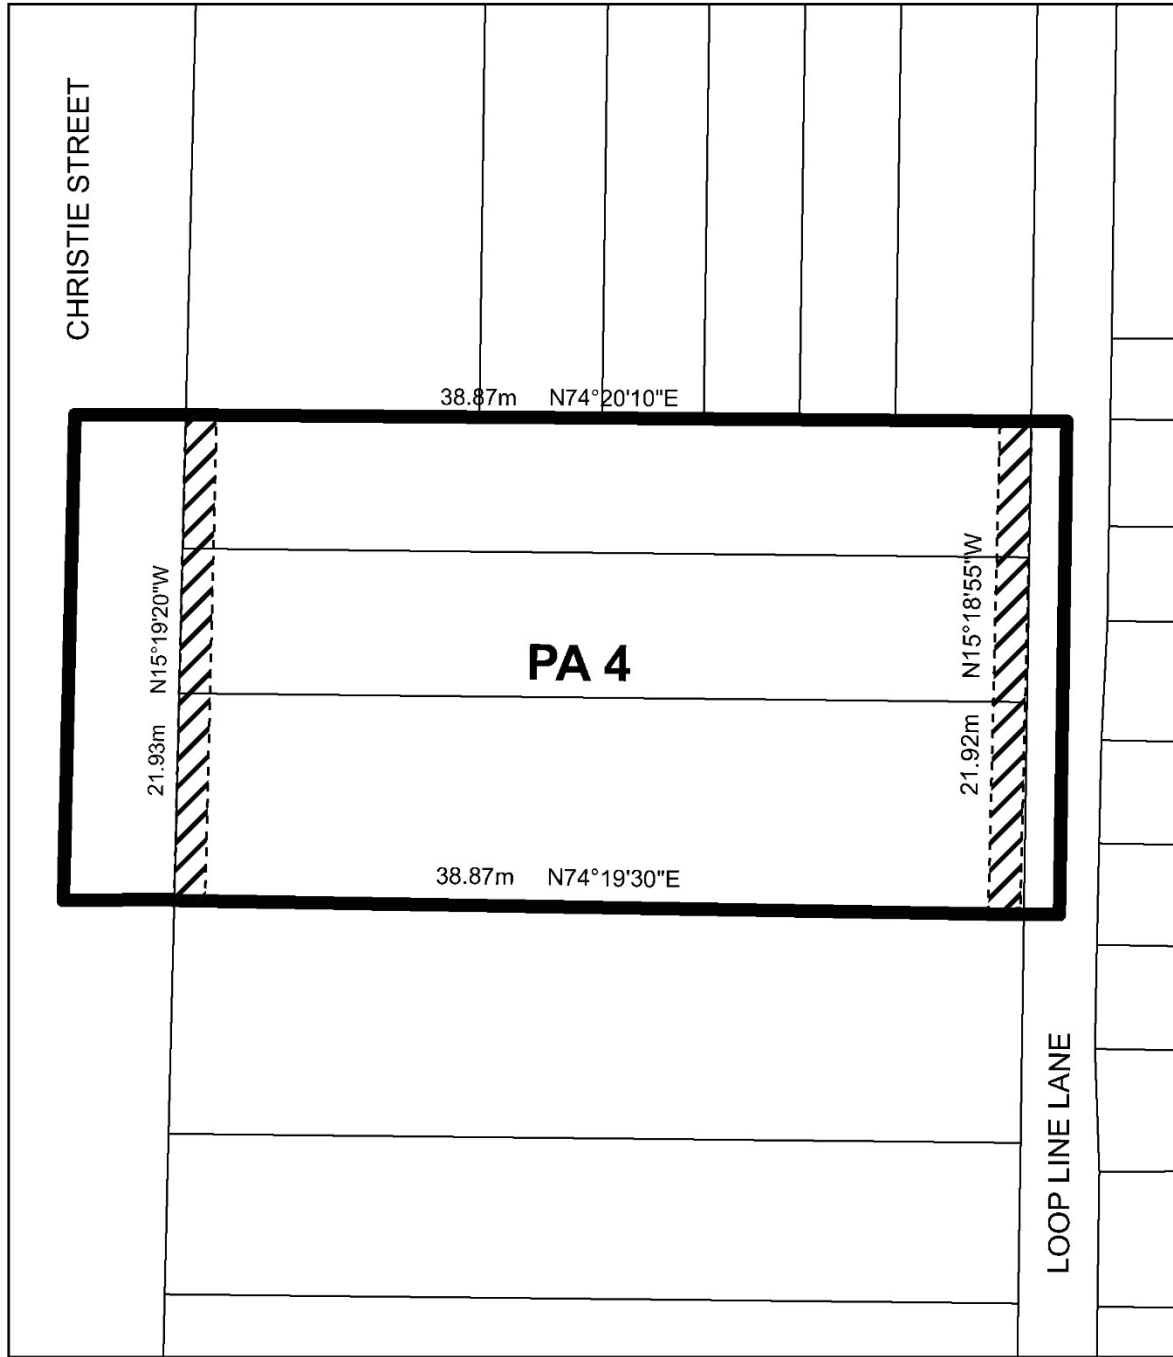 CHRISTIE STREET
38.87m N74°20'10"E
N15°19'20"W
21.93m
PA 4
N15°18'55"W
21.92m
38.87m N74°19'30"E
LOOP LINE LANE